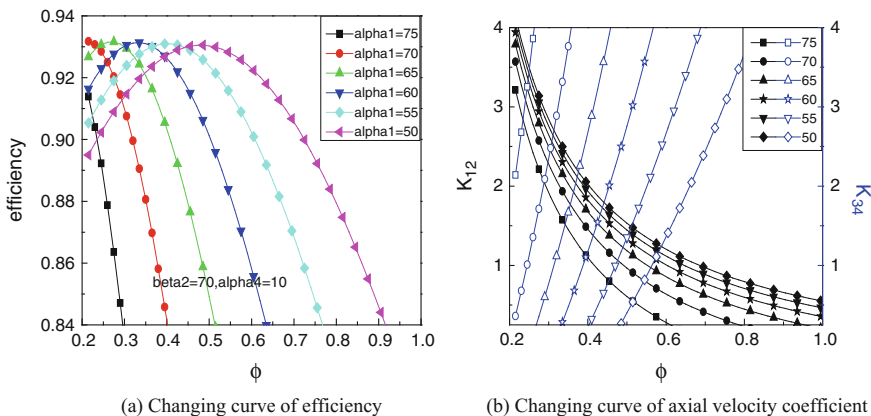 0.94
0.92
0.90
0.88
0.86
0.84
efficiency
0.2 0.3 0.4 0.5 0.6 0.7 0.8 0.9 1.0
ϕ
alpha1=75
alpha1=70
alpha1=65
alpha1=60
alpha1=55
alpha1=50
beta2=70,alpha4=10
(a) Changing curve of efficiency
4
3
2
1
K12
0.2 0.4 0.6 0.8 1.0
ϕ
75
70
65
60
55
50
4
3
2
1
K34
(b) Changing curve of axial velocity coefficient